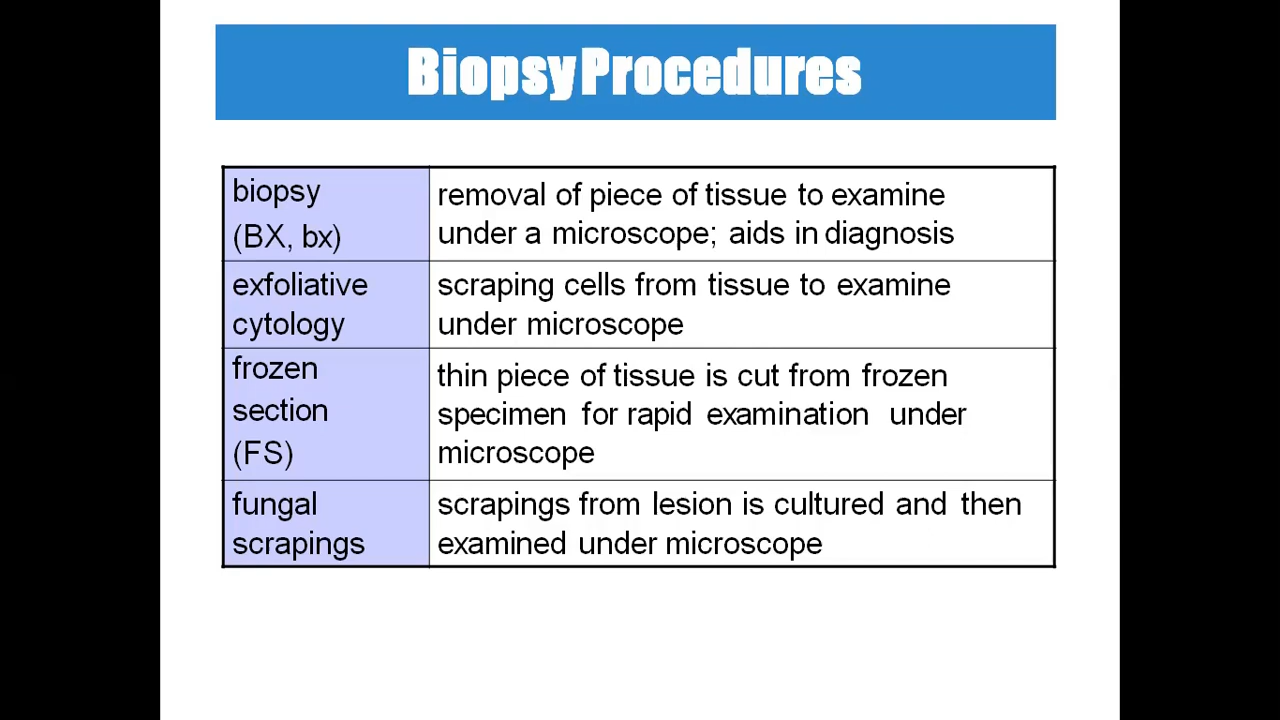 Biopsy Procedures
biopsy
(BX, bx)
removal of piece of tissue to examine
under a microscope; aids in diagnosis
exfoliative
cytology
scraping cells from tissue to examine
under microscope
frozen
section
(FS)
thin piece of tissue is cut from frozen
specimen for rapid examination under
microscope
fungal
scrapings
scrapings from lesion is cultured and then
examined under microscope